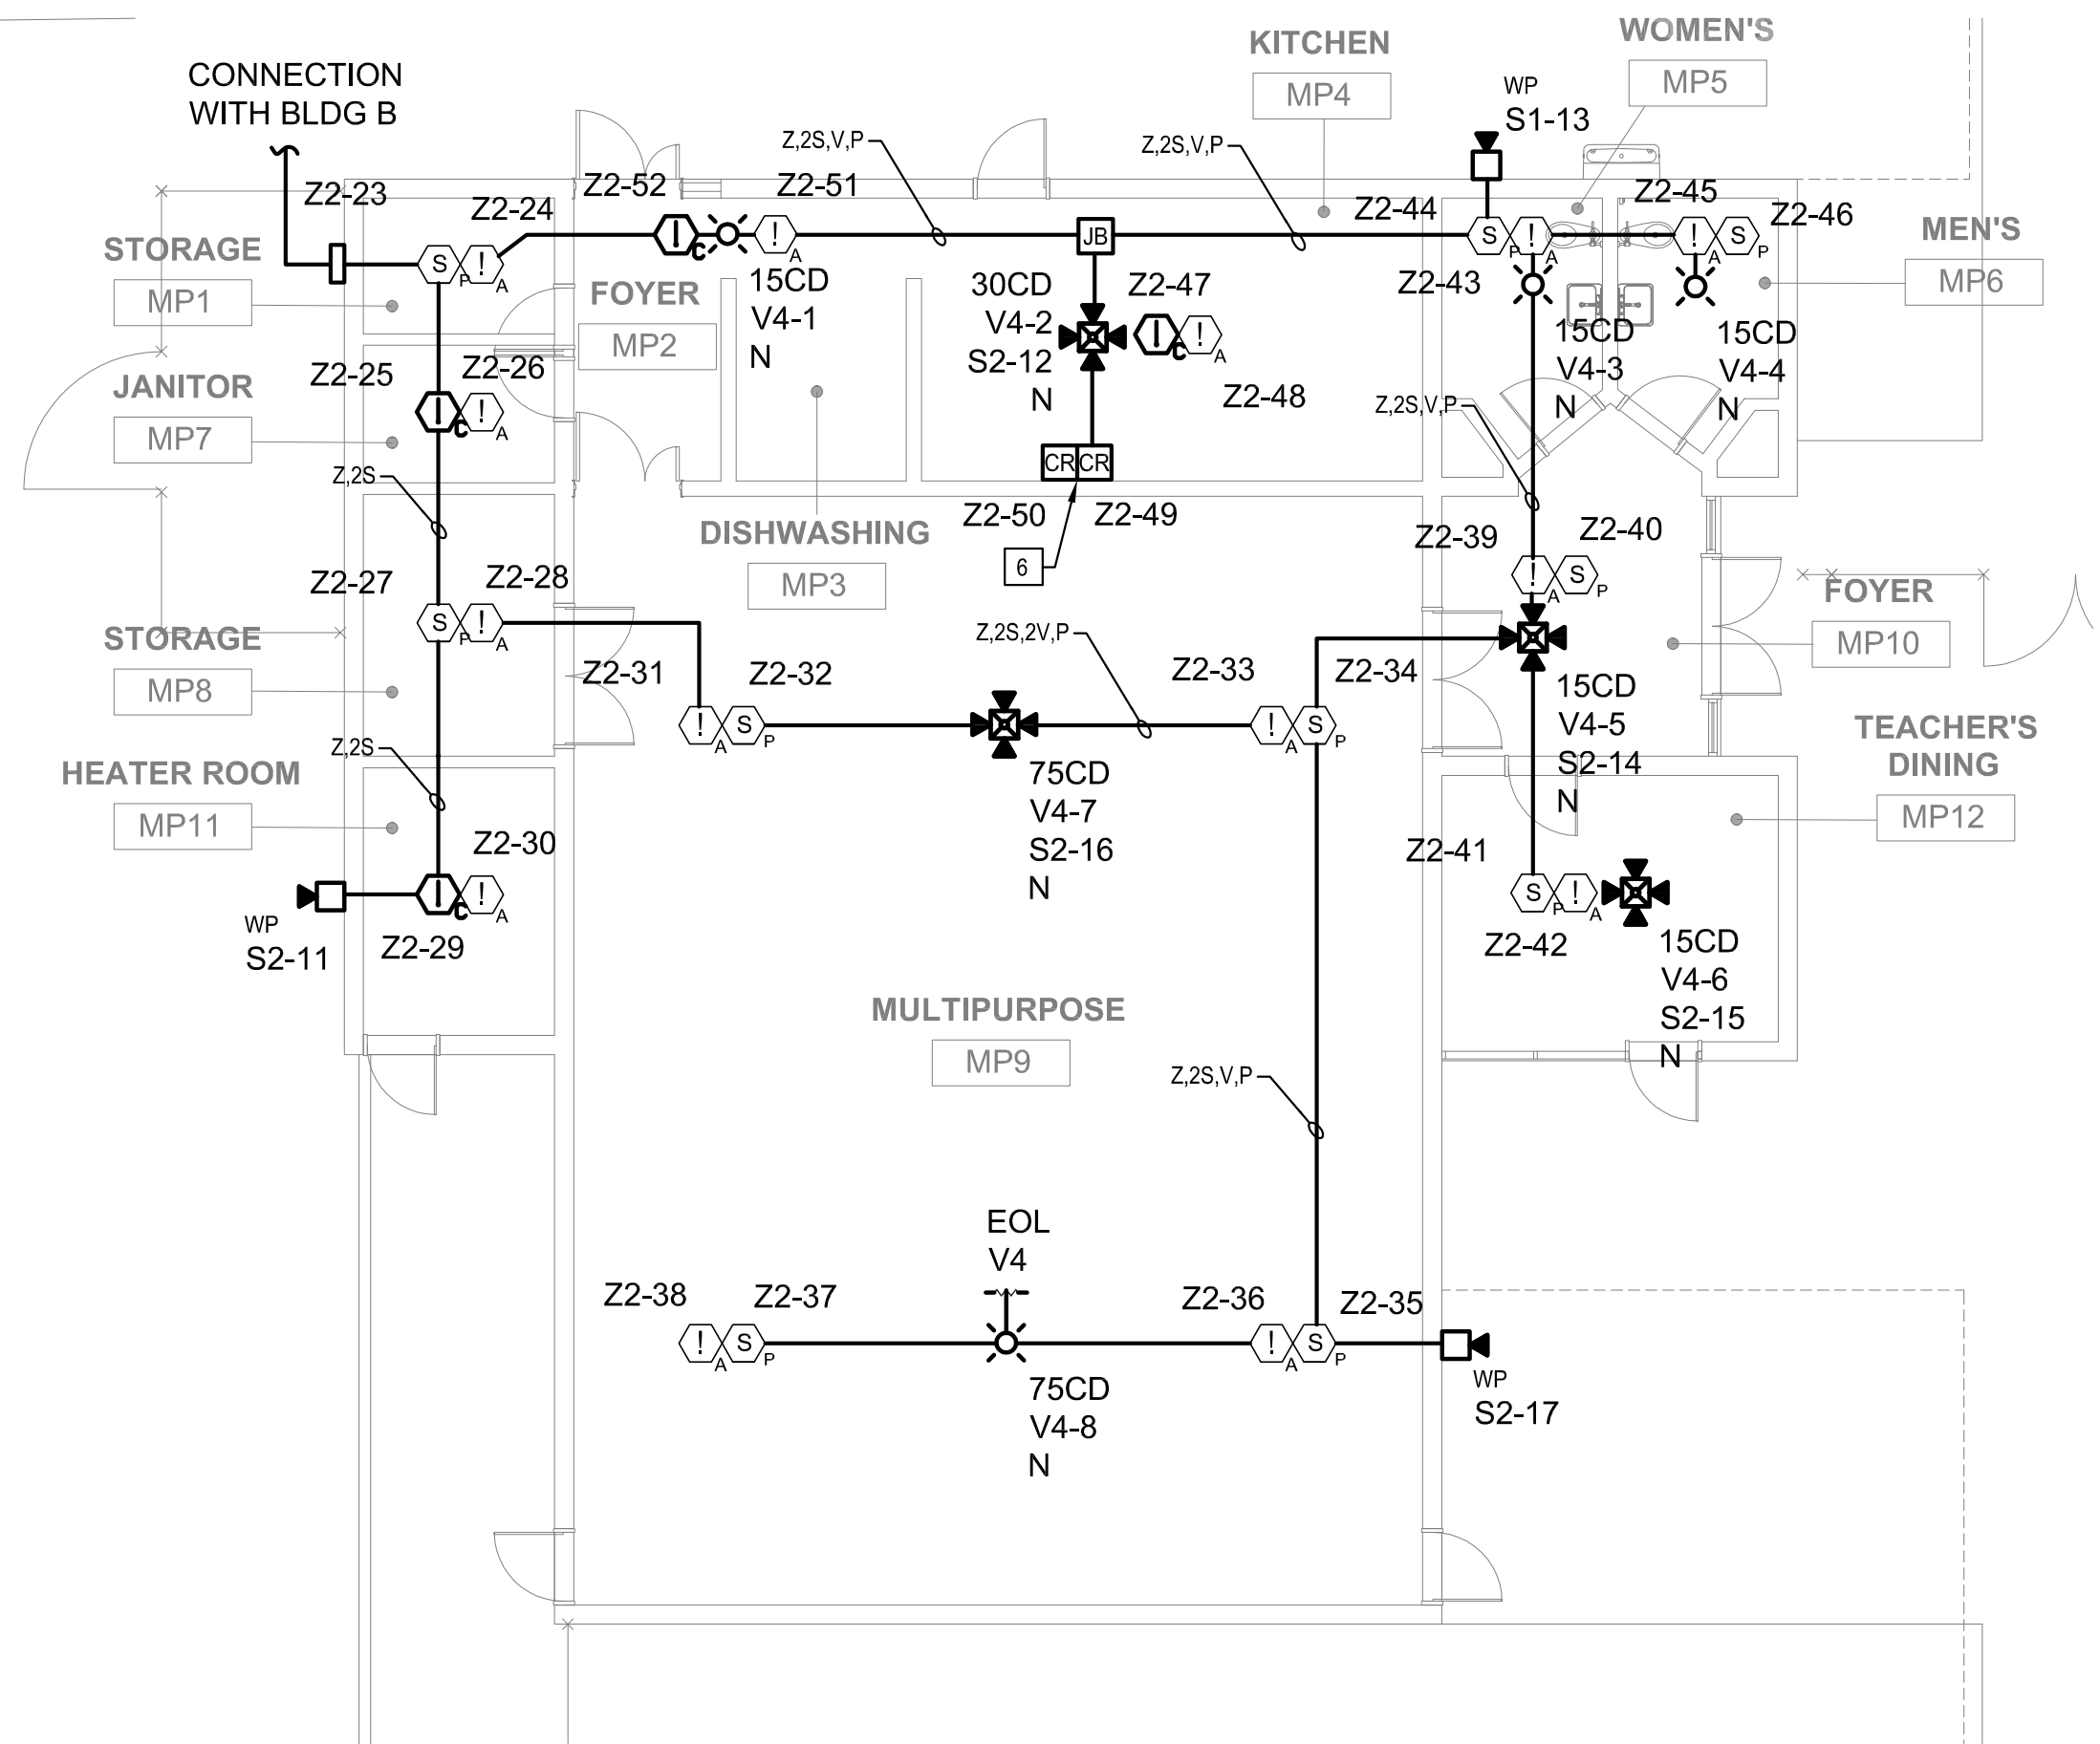 WOMEN'S
MP5
KITCHEN
MP4
CONNECTION
WITH BLDG B
WP
S1-13
Z,2S,V,P
Z,2S,V,P
Z2-23
Z2-24
Z2-52
Z2-51
Z2-44
Z2-45
Z2-46
STORAGE
MP1
MEN'S
MP6
S
P
!
A
C
!
A
JB
S
P
!
A
!
A
S
P
Z2-43
FOYER
MP2
15CD
V4-1
N
30CD
V4-2
S2-12
N
Z2-47
C
!
A
Z2-48
15CD
V4-3
N
15CD
V4-4
N
Z2-25
Z2-26
JANITOR
MP7
C
!
A
Z,2S
Z,2S,V,P
CR
CR
Z2-50
Z2-49
6
DISHWASHING
MP3
Z2-39
Z2-40
!
A
S
P
FOYER
MP10
Z2-27
Z2-28
S
P
!
A
STORAGE
MP8
Z2-31
Z2-32
Z,2S,2V,P
Z2-33
Z2-34
!
A
S
P
!
A
S
P
15CD
V4-5
S2-14
N
75CD
V4-7
S2-16
N
TEACHER'S
DINING
MP12
Z,2S
HEATER ROOM
MP11
Z2-30
C
!
A
WP
S2-11
Z2-29
Z2-41
S
P
!
A
Z2-42
15CD
V4-6
S2-15
N
MULTIPURPOSE
MP9
Z,2S,V,P
EOL
V4
Z2-38
Z2-37
Z2-36
Z2-35
!
A
S
P
!
A
S
P
75CD
V4-8
N
WP
S2-17